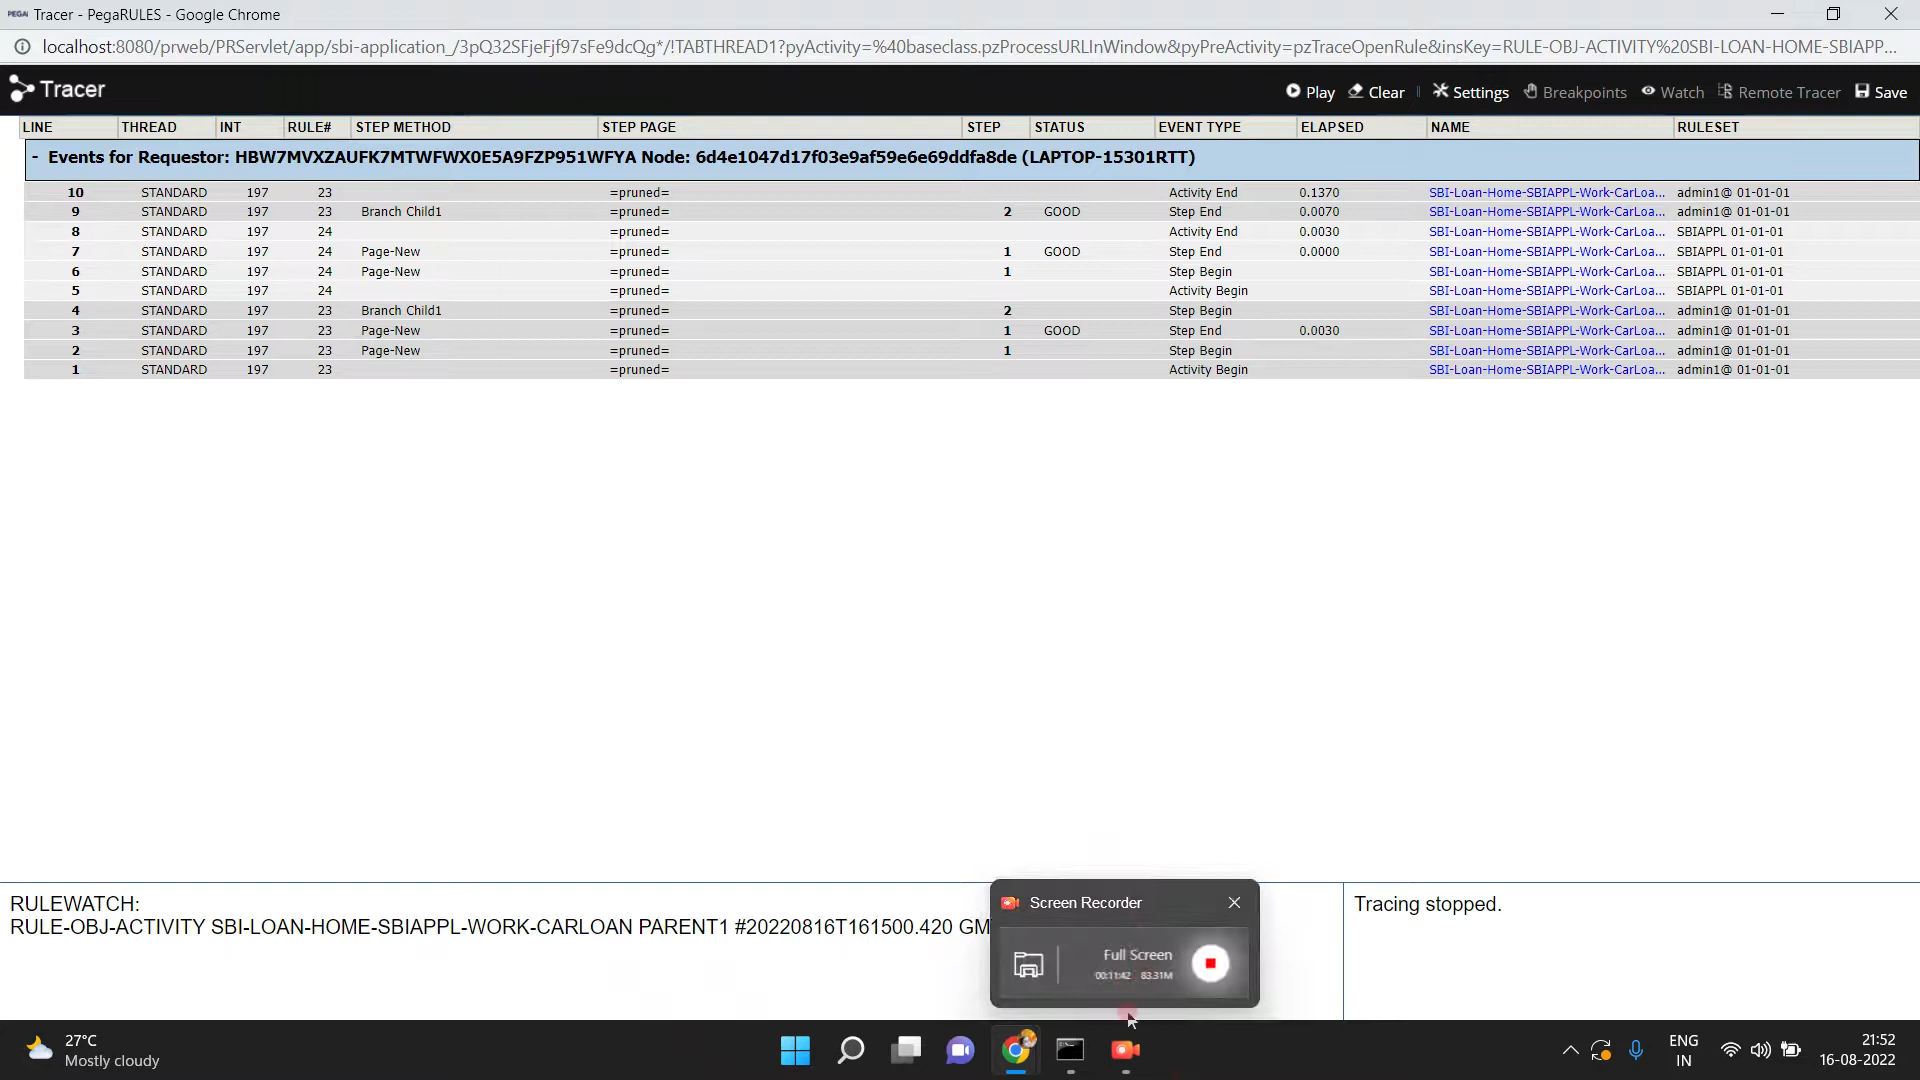 PEGA Tracer - PegaRULES - Google Chrome
localhost:8080/prweb/PRServlet/app/sbi-application_/3pQ32SFjeFjf97sFe9dcQg*/!TABTHREAD1?pyActivity=%40baseclass.pzProcessURLInWindow&pyPreActivity=pzTraceOpenRule&insKey=RULE-OBJ-ACTIVITY%20SBI-LOAN-HOME-SBIAPP...
Tracer Play Clear Settings Breakpoints Watch Remote Tracer Save
LINE THREAD INT RULE# STEP METHOD STEP PAGE STEP STATUS EVENT TYPE ELAPSED NAME RULESET
- Events for Requestor: HBW7MVXZAUFK7MTWFWX0E5A9FZP951WFYA Node: 6d4e1047d17f03e9af59e6e69ddfa8de (LAPTOP-15301RTT)
10 STANDARD 197 23 =pruned= Activity End 0.1370 SBI-Loan-Home-SBIAPPL-Work-CarLoa... admin1@ 01-01-01
9 STANDARD 197 23 Branch Child1 =pruned= 2 GOOD Step End 0.0070 SBI-Loan-Home-SBIAPPL-Work-CarLoa... admin1@ 01-01-01
8 STANDARD 197 24 =pruned= Activity End 0.0030 SBI-Loan-Home-SBIAPPL-Work-CarLoa... SBIAPPL 01-01-01
7 STANDARD 197 24 Page-New =pruned= 1 GOOD Step End 0.0000 SBI-Loan-Home-SBIAPPL-Work-CarLoa... SBIAPPL 01-01-01
6 STANDARD 197 24 Page-New =pruned= 1 Step Begin SBI-Loan-Home-SBIAPPL-Work-CarLoa... SBIAPPL 01-01-01
5 STANDARD 197 24 =pruned= Activity Begin SBI-Loan-Home-SBIAPPL-Work-CarLoa... SBIAPPL 01-01-01
4 STANDARD 197 23 Branch Child1 =pruned= 2 Step Begin SBI-Loan-Home-SBIAPPL-Work-CarLoa... admin1@ 01-01-01
3 STANDARD 197 23 Page-New =pruned= 1 GOOD Step End 0.0030 SBI-Loan-Home-SBIAPPL-Work-CarLoa... admin1@ 01-01-01
2 STANDARD 197 23 Page-New =pruned= 1 Step Begin SBI-Loan-Home-SBIAPPL-Work-CarLoa... admin1@ 01-01-01
1 STANDARD 197 23 =pruned= Activity Begin SBI-Loan-Home-SBIAPPL-Work-CarLoa... admin1@ 01-01-01
RULEWATCH:
RULE-OBJ-ACTIVITY SBI-LOAN-HOME-SBIAPPL-WORK-CARLOAN PARENT1 #20220816T161500.420 GM
Tracing stopped.
Screen Recorder
Full Screen
00:11:42 83.31M
27°C
Mostly cloudy
ENG
IN
21:52
16-08-2022